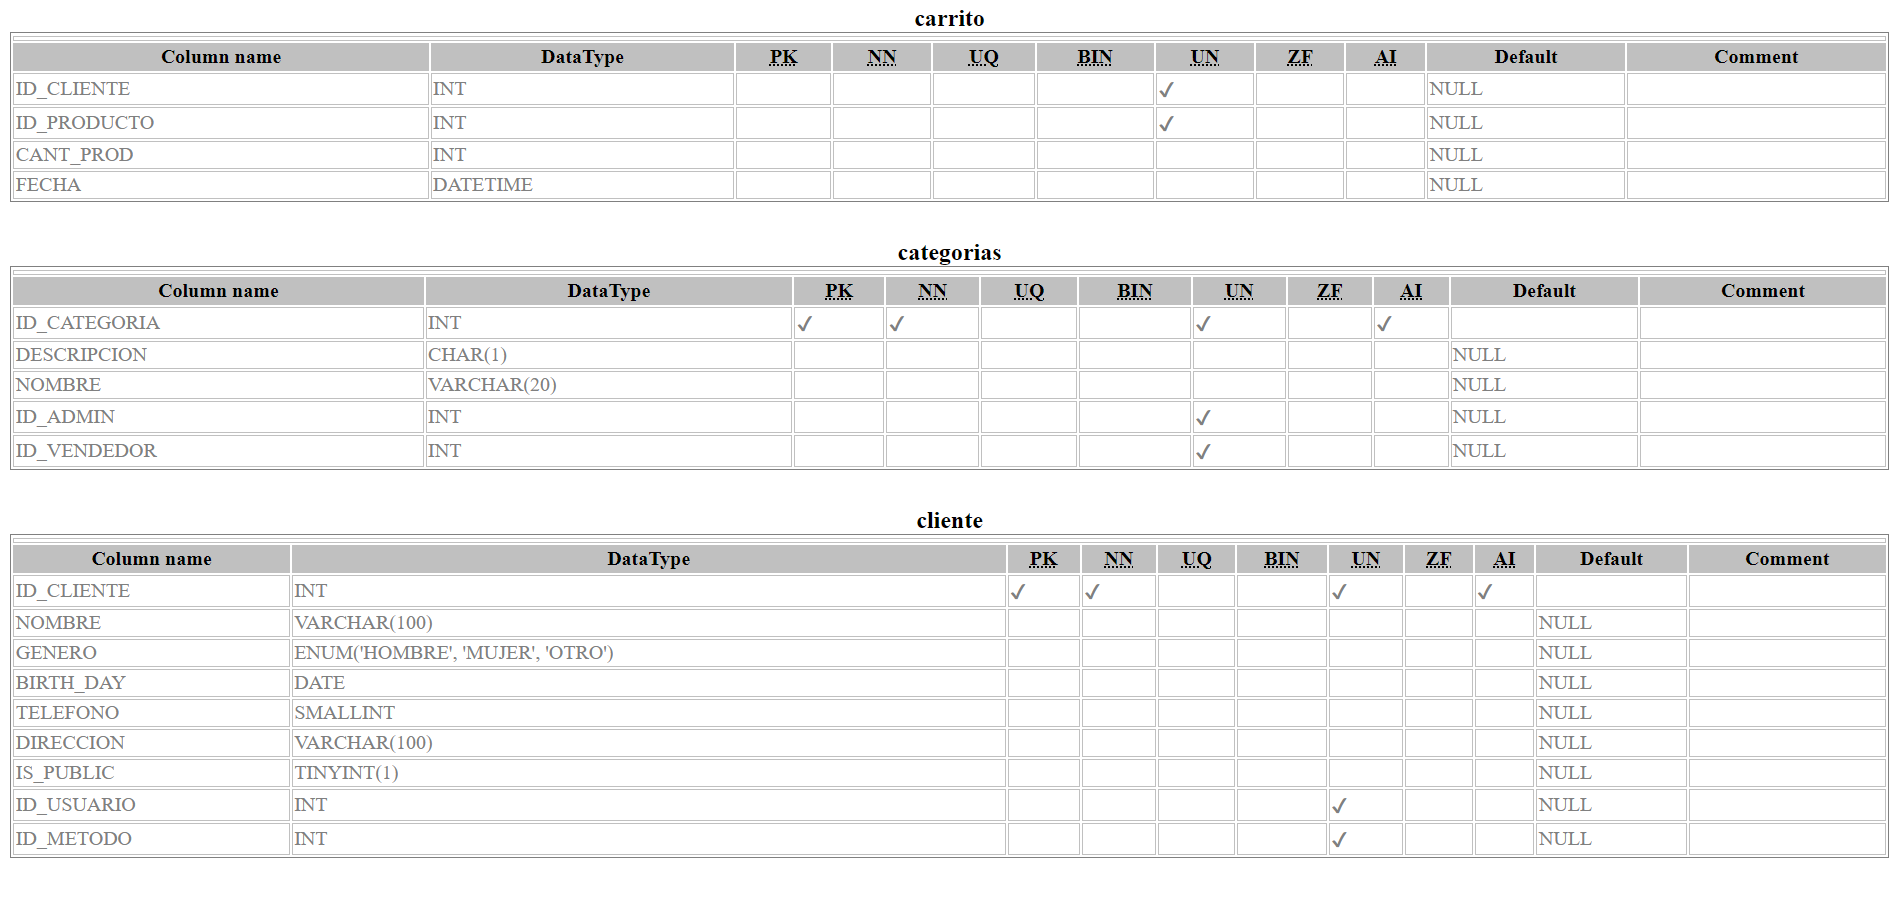 carrito
Column name DataType PK NN UQ BIN UN ZF AI Default Comment
ID_CLIENTE INT ✓ NULL
ID_PRODUCTO INT ✓ NULL
CANT_PROD INT NULL
FECHA DATETIME NULL
categorias
Column name DataType PK NN UQ BIN UN ZF AI Default Comment
ID_CATEGORIA INT ✓ ✓ ✓ ✓
DESCRIPCION CHAR(1) NULL
NOMBRE VARCHAR(20) NULL
ID_ADMIN INT ✓ NULL
ID_VENDEDOR INT ✓ NULL
cliente
Column name DataType PK NN UQ BIN UN ZF AI Default Comment
ID_CLIENTE INT ✓ ✓ ✓ ✓
NOMBRE VARCHAR(100) NULL
GENERO ENUM('HOMBRE', 'MUJER', 'OTRO') NULL
BIRTH_DAY DATE NULL
TELEFONO SMALLINT NULL
DIRECCION VARCHAR(100) NULL
IS_PUBLIC TINYINT(1) NULL
ID_USUARIO INT ✓ NULL
ID_METODO INT ✓ NULL